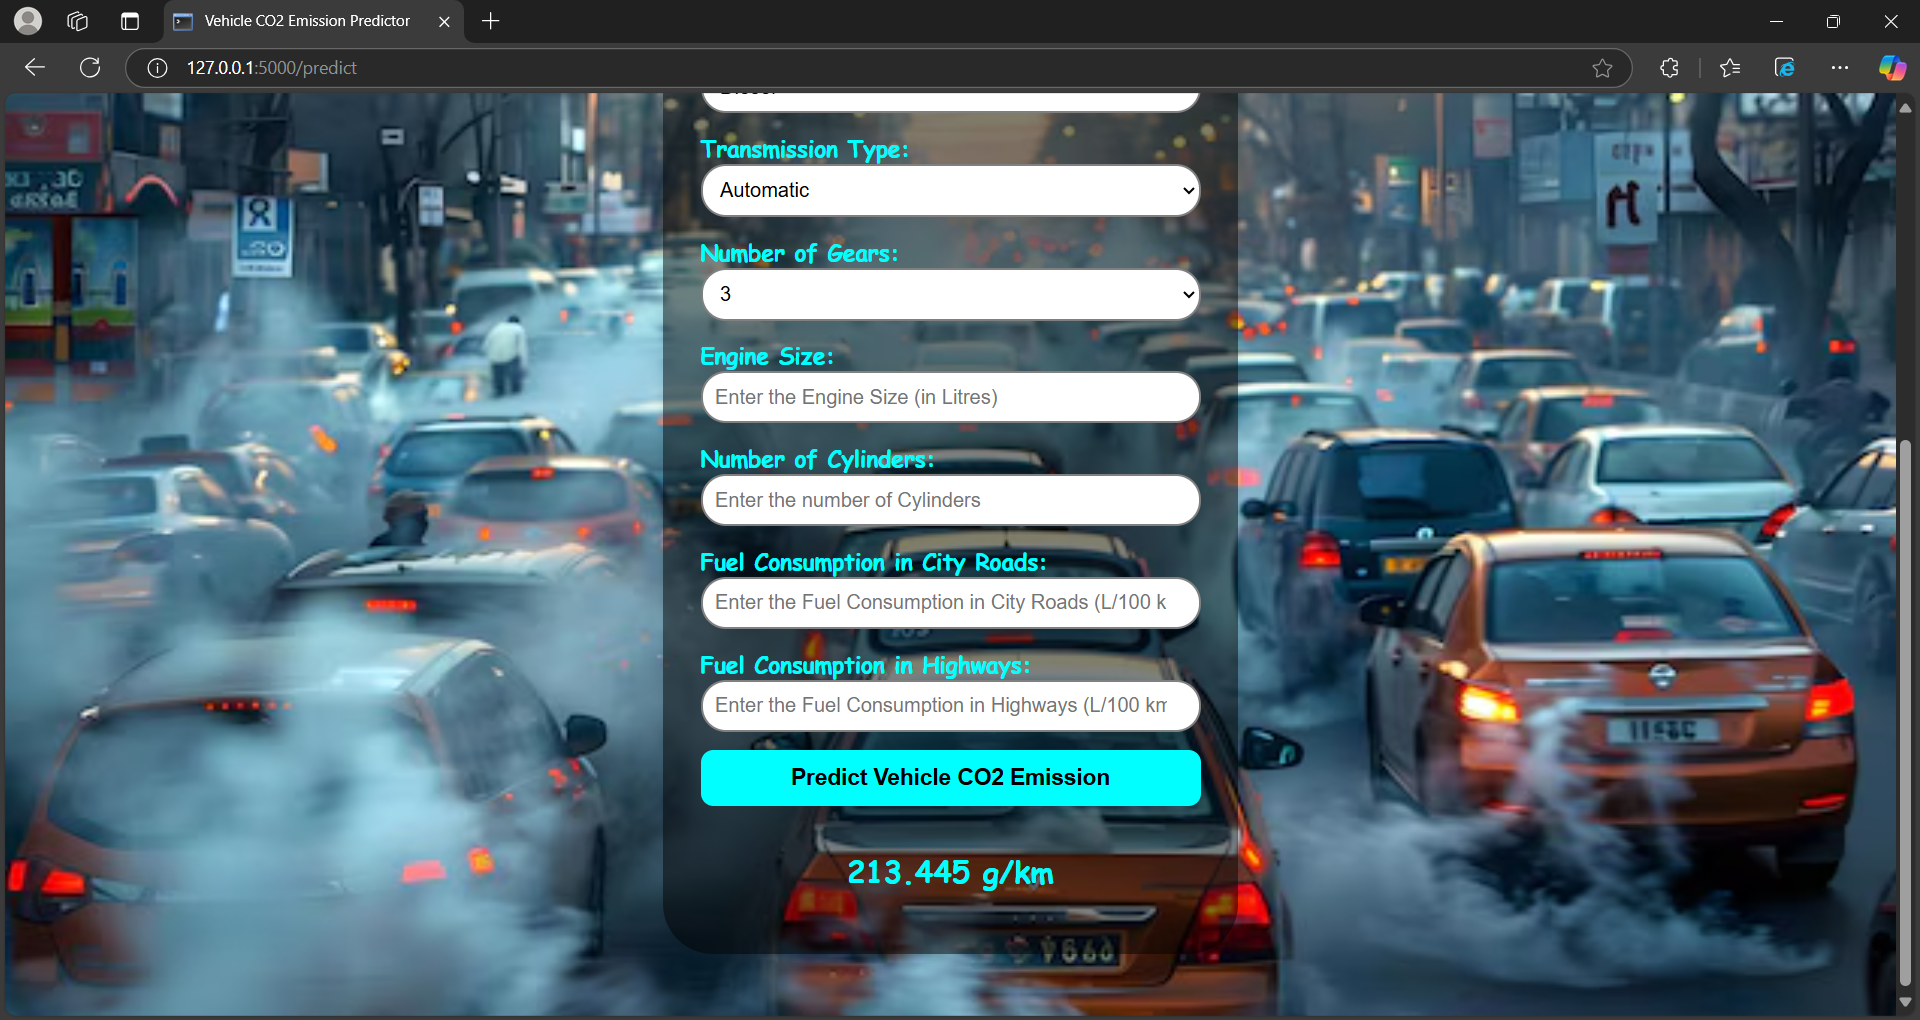 Vehicle CO2 Emission Predictor
127.0.0.1:5000/predict
Transmission Type:
Automatic
Number of Gears:
3
Engine Size:
Enter the Engine Size (in Litres)
Number of Cylinders:
Enter the number of Cylinders
Fuel Consumption in City Roads:
Enter the Fuel Consumption in City Roads (L/100 k
Fuel Consumption in Highways:
Enter the Fuel Consumption in Highways (L/100 km
Predict Vehicle CO2 Emission
213.445 g/km